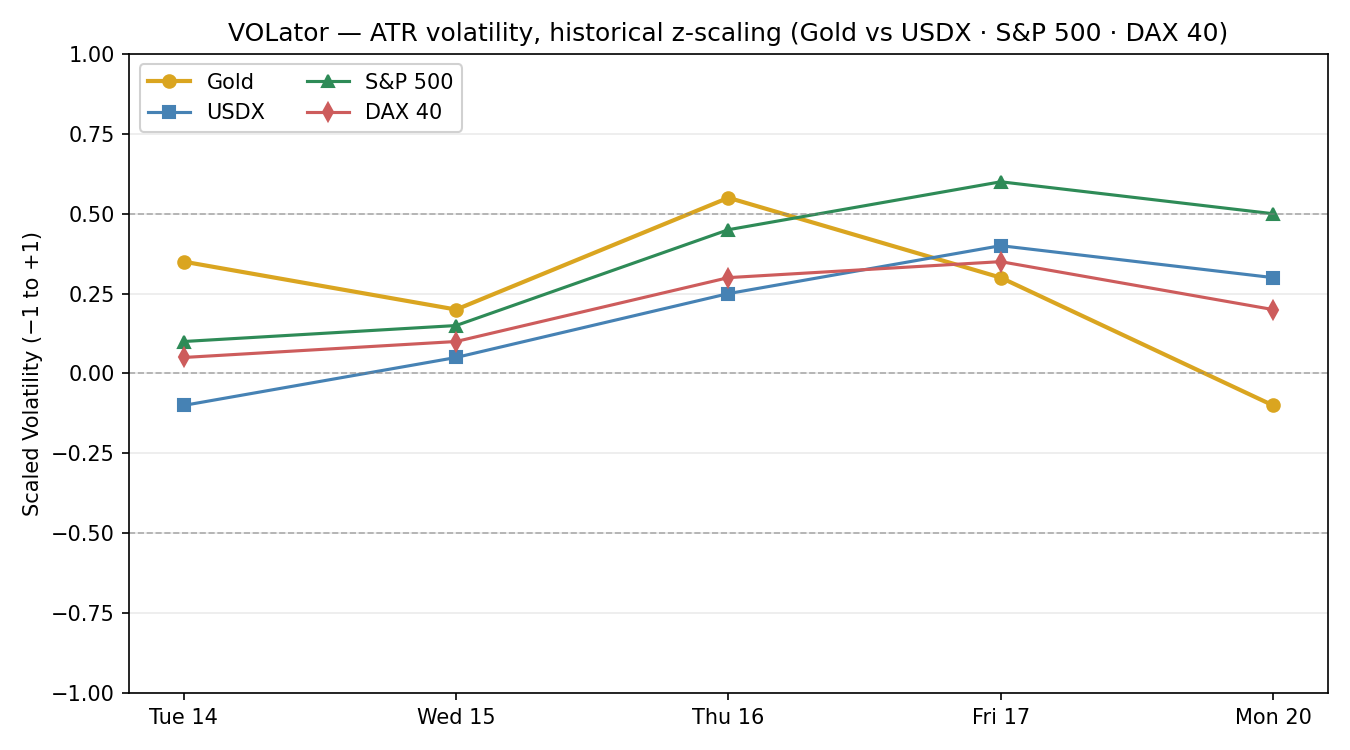 VOLator — ATR volatility, historical z-scaling (Gold vs USDX · S&P 500 · DAX 40)
Gold
USDX
S&P 500
DAX 40
Scaled Volatility (−1 to +1)
1.00
0.75
0.50
0.25
0.00
−0.25
−0.50
−0.75
−1.00
Tue 14 Wed 15 Thu 16 Fri 17 Mon 20